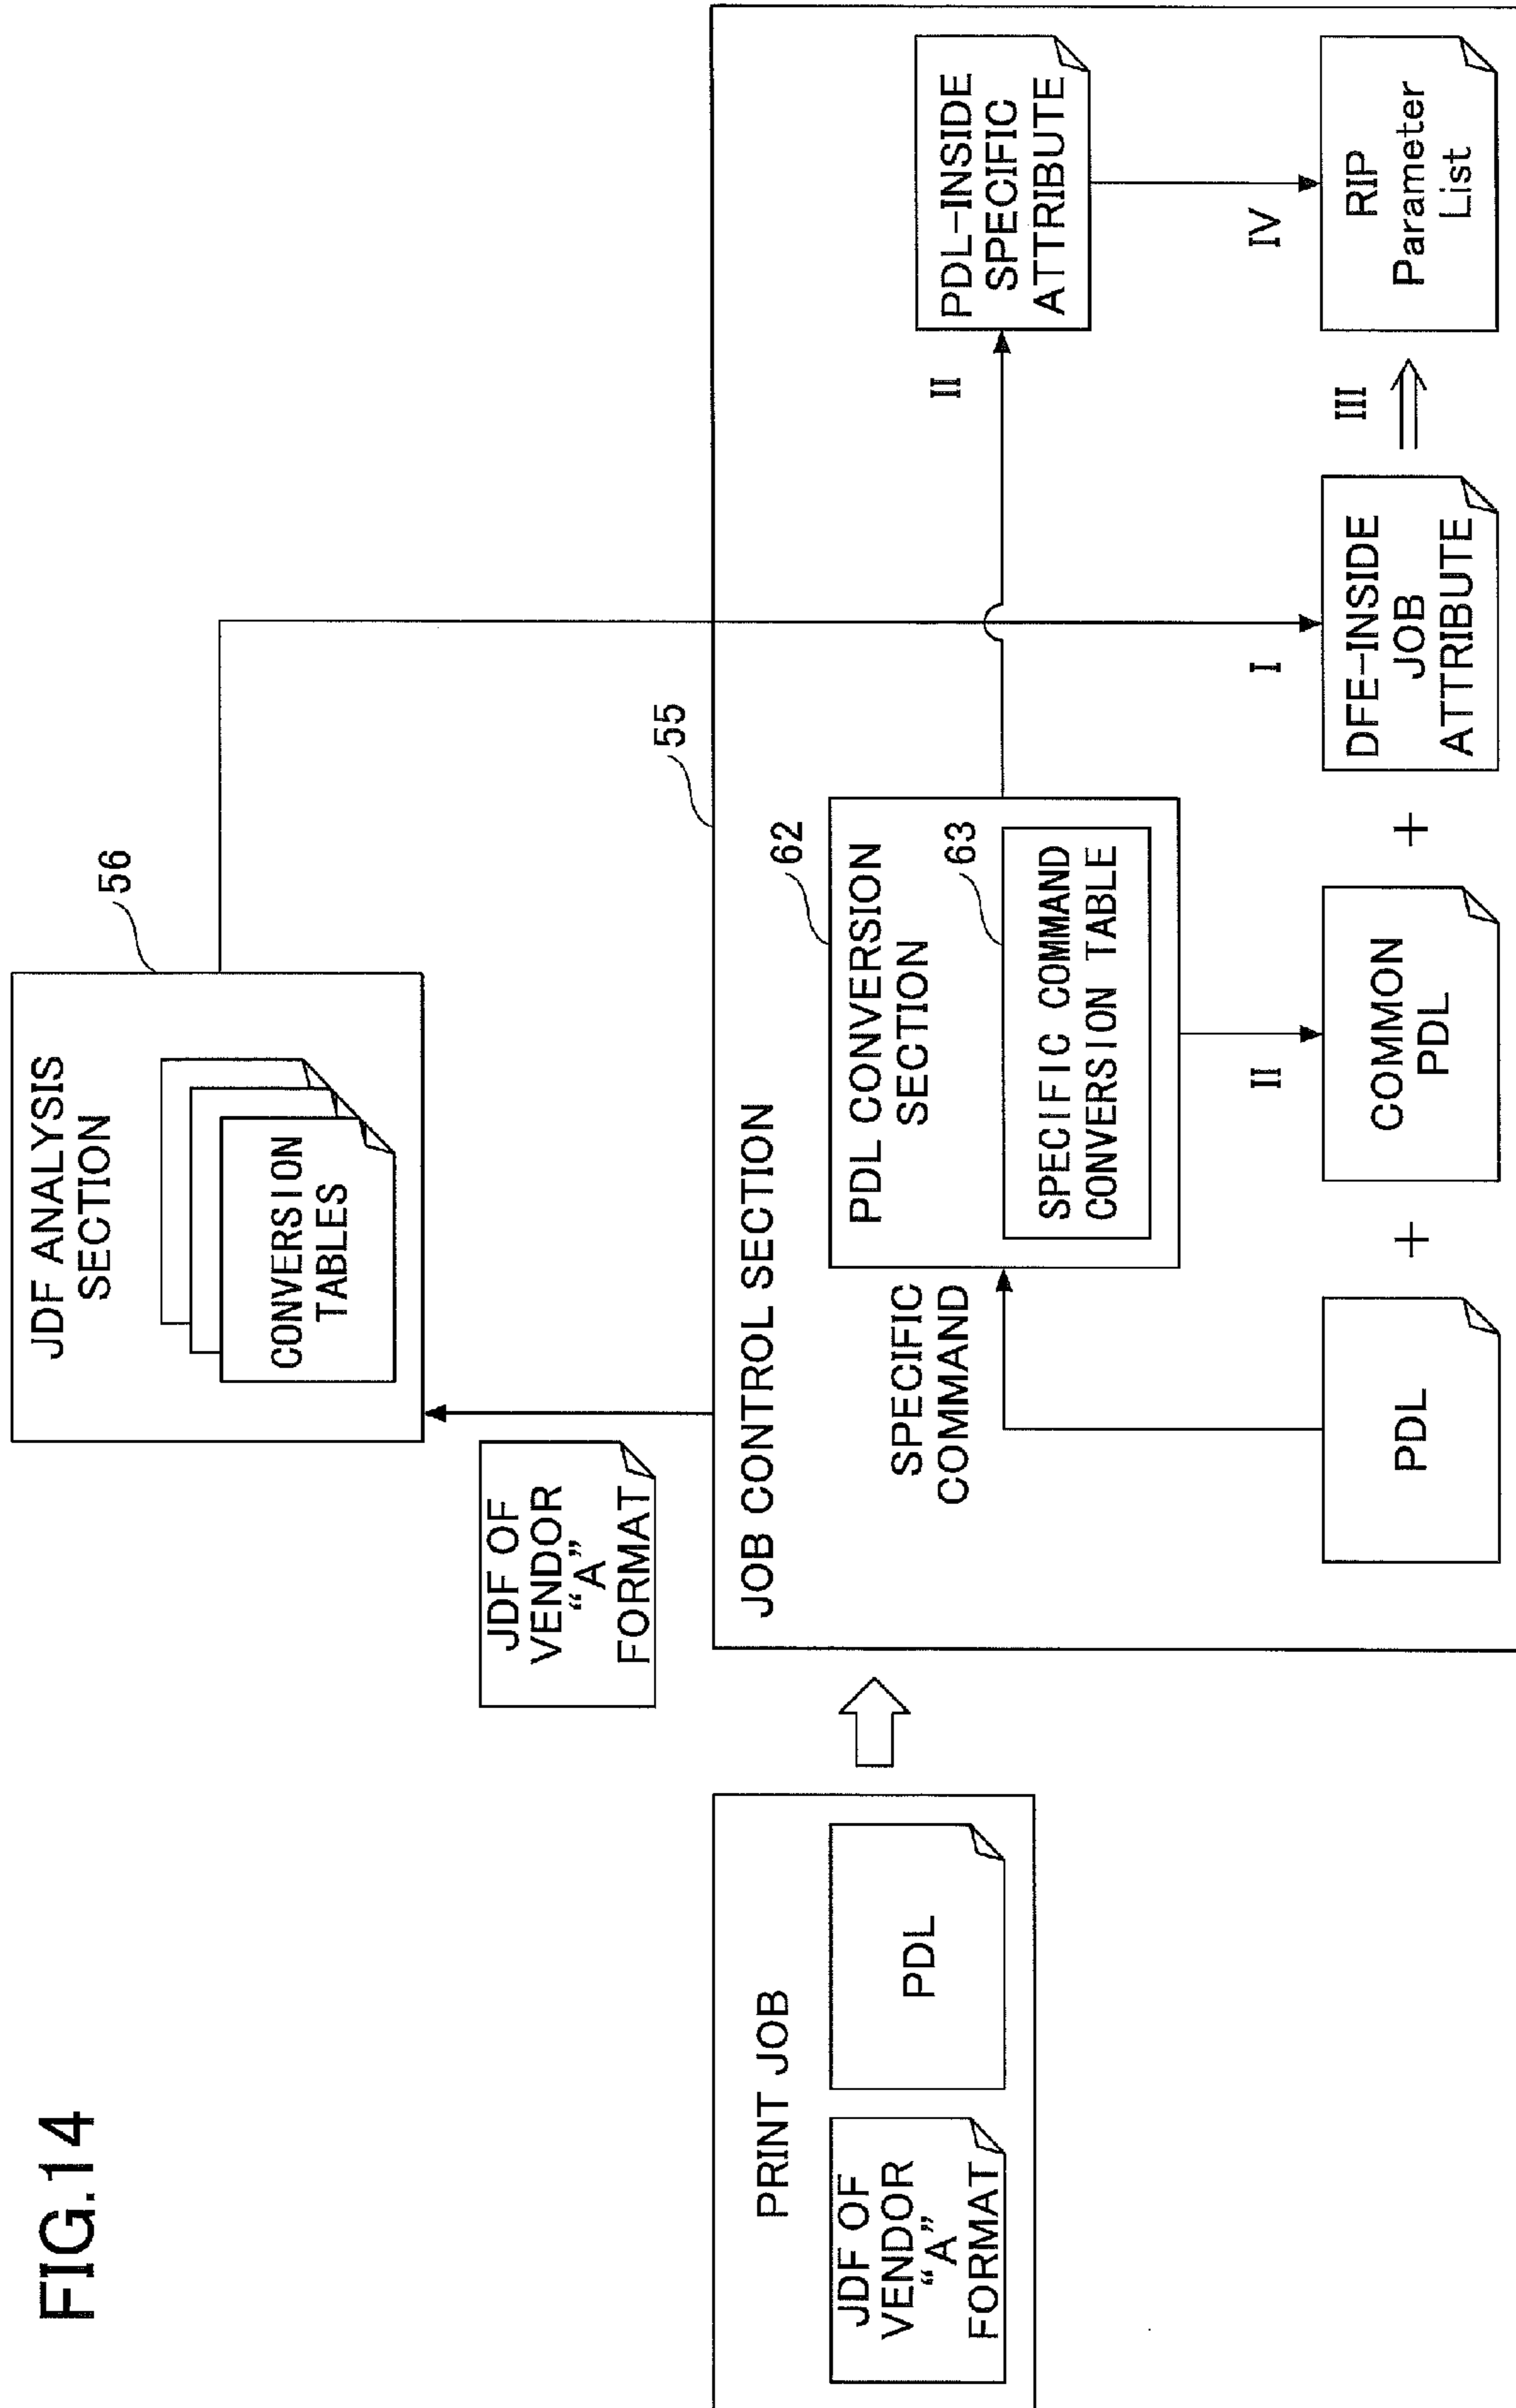 FIG.14
PRINT JOB
JDF OF
VENDOR
“A”
FORMAT
PDL
JDF OF
VENDOR
“A”
FORMAT
JDF ANALYSIS
SECTION
CONVERSION
TABLES
56
55
JOB CONTROL SECTION
SPECIFIC
COMMAND
PDL CONVERSION
SECTION
62
SPECIFIC COMMAND
CONVERSION TABLE
63
II
PDL-INSIDE
SPECIFIC
ATTRIBUTE
II
I
IV
PDL
+
COMMON
PDL
+
DFE-INSIDE
JOB
ATTRIBUTE
III
RIP
Parameter
List